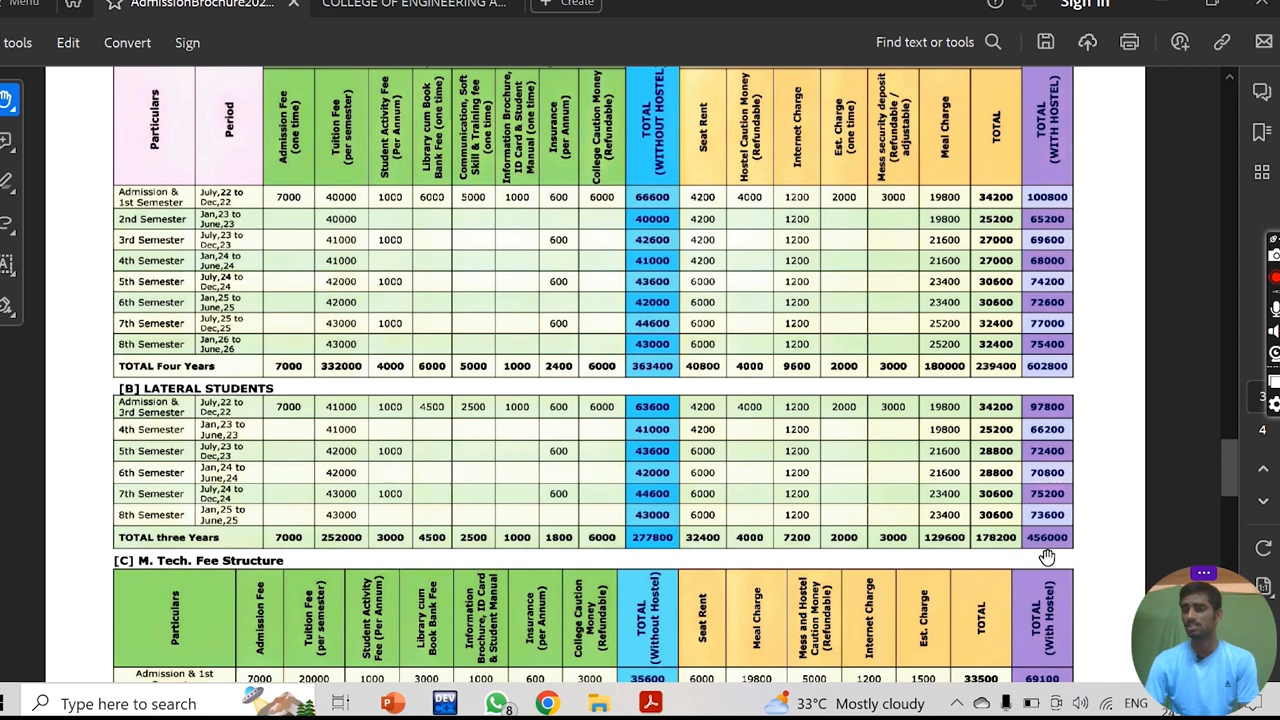 Menu AdmissionBrochure202... COLLEGE OF ENGINEERING A... Create Sign in
tools Edit Convert Sign Find text or tools
Particulars Period Admission Fee (one time) Tuition Fee (per semester) Student Activity Fee (Per Annum) Library cum Book Bank Fee (one time) Communication, Soft Skill & Training fee (one time) Information Brochure, ID Card & Student Manual (one time) Insurance (per Annum) College Caution Money (Refundable) TOTAL (WITHOUT HOSTEL) Seat Rent Hostel Caution Money (Refundable) Internet Charge Est. Charge (one time) Mess security deposit (Refundable / adjustable) Meal Charge TOTAL TOTAL (WITH HOSTEL)
Admission & 1st Semester July,22 to Dec,22 7000 40000 1000 6000 5000 1000 600 6000 66600 4200 4000 1200 2000 3000 19800 34200 100800
2nd Semester Jan,23 to June,23 40000 40000 4200 1200 19800 25200 65200
3rd Semester July,23 to Dec,23 41000 1000 600 42600 4200 1200 21600 27000 69600
4th Semester Jan,24 to June,24 41000 41000 4200 1200 21600 27000 68000
5th Semester July,24 to Dec,24 42000 1000 600 43600 6000 1200 23400 30600 74200
6th Semester Jan,25 to June,25 42000 42000 6000 1200 23400 30600 72600
7th Semester July,25 to Dec,25 43000 1000 600 44600 6000 1200 25200 32400 77000
8th Semester Jan,26 to June,26 43000 43000 6000 1200 25200 32400 75400
TOTAL Four Years 7000 332000 4000 6000 5000 1000 2400 6000 363400 40800 4000 9600 2000 3000 180000 239400 602800
[B] LATERAL STUDENTS
Admission & 3rd Semester July,22 to Dec,22 7000 41000 1000 4500 2500 1000 600 6000 63600 4200 4000 1200 2000 3000 19800 34200 97800
4th Semester Jan,23 to June,23 41000 41000 4200 1200 19800 25200 66200
5th Semester July,23 to Dec,23 42000 1000 600 43600 6000 1200 21600 28800 72400
6th Semester Jan,24 to June,24 42000 42000 6000 1200 21600 28800 70800
7th Semester July,24 to Dec,24 43000 1000 600 44600 6000 1200 23400 30600 75200
8th Semester Jan,25 to June,25 43000 43000 6000 1200 23400 30600 73600
TOTAL three Years 7000 252000 3000 4500 2500 1000 1800 6000 277800 32400 4000 7200 2000 3000 129600 178200 456000
[C] M. Tech. Fee Structure
Particulars Admission Fee Tuition Fee (per semester) Student Activity Fee (Per Annum) Library cum Book Bank Fee Information Brochure, ID Card & Student Manual Insurance (per Annum) College Caution Money (Refundable) TOTAL (Without Hostel) Seat Rent Meal Charge Mess and Hostel Caution Money (Refundable) Internet Charge Est. Charge TOTAL TOTAL (With Hostel)
Admission & 1st 7000 20000 1000 3000 1000 600 3000 35600 6000 19800 5000 1200 1500 33500 69100
3
4
Type here to search DEV 8 33°C Mostly cloudy ENG